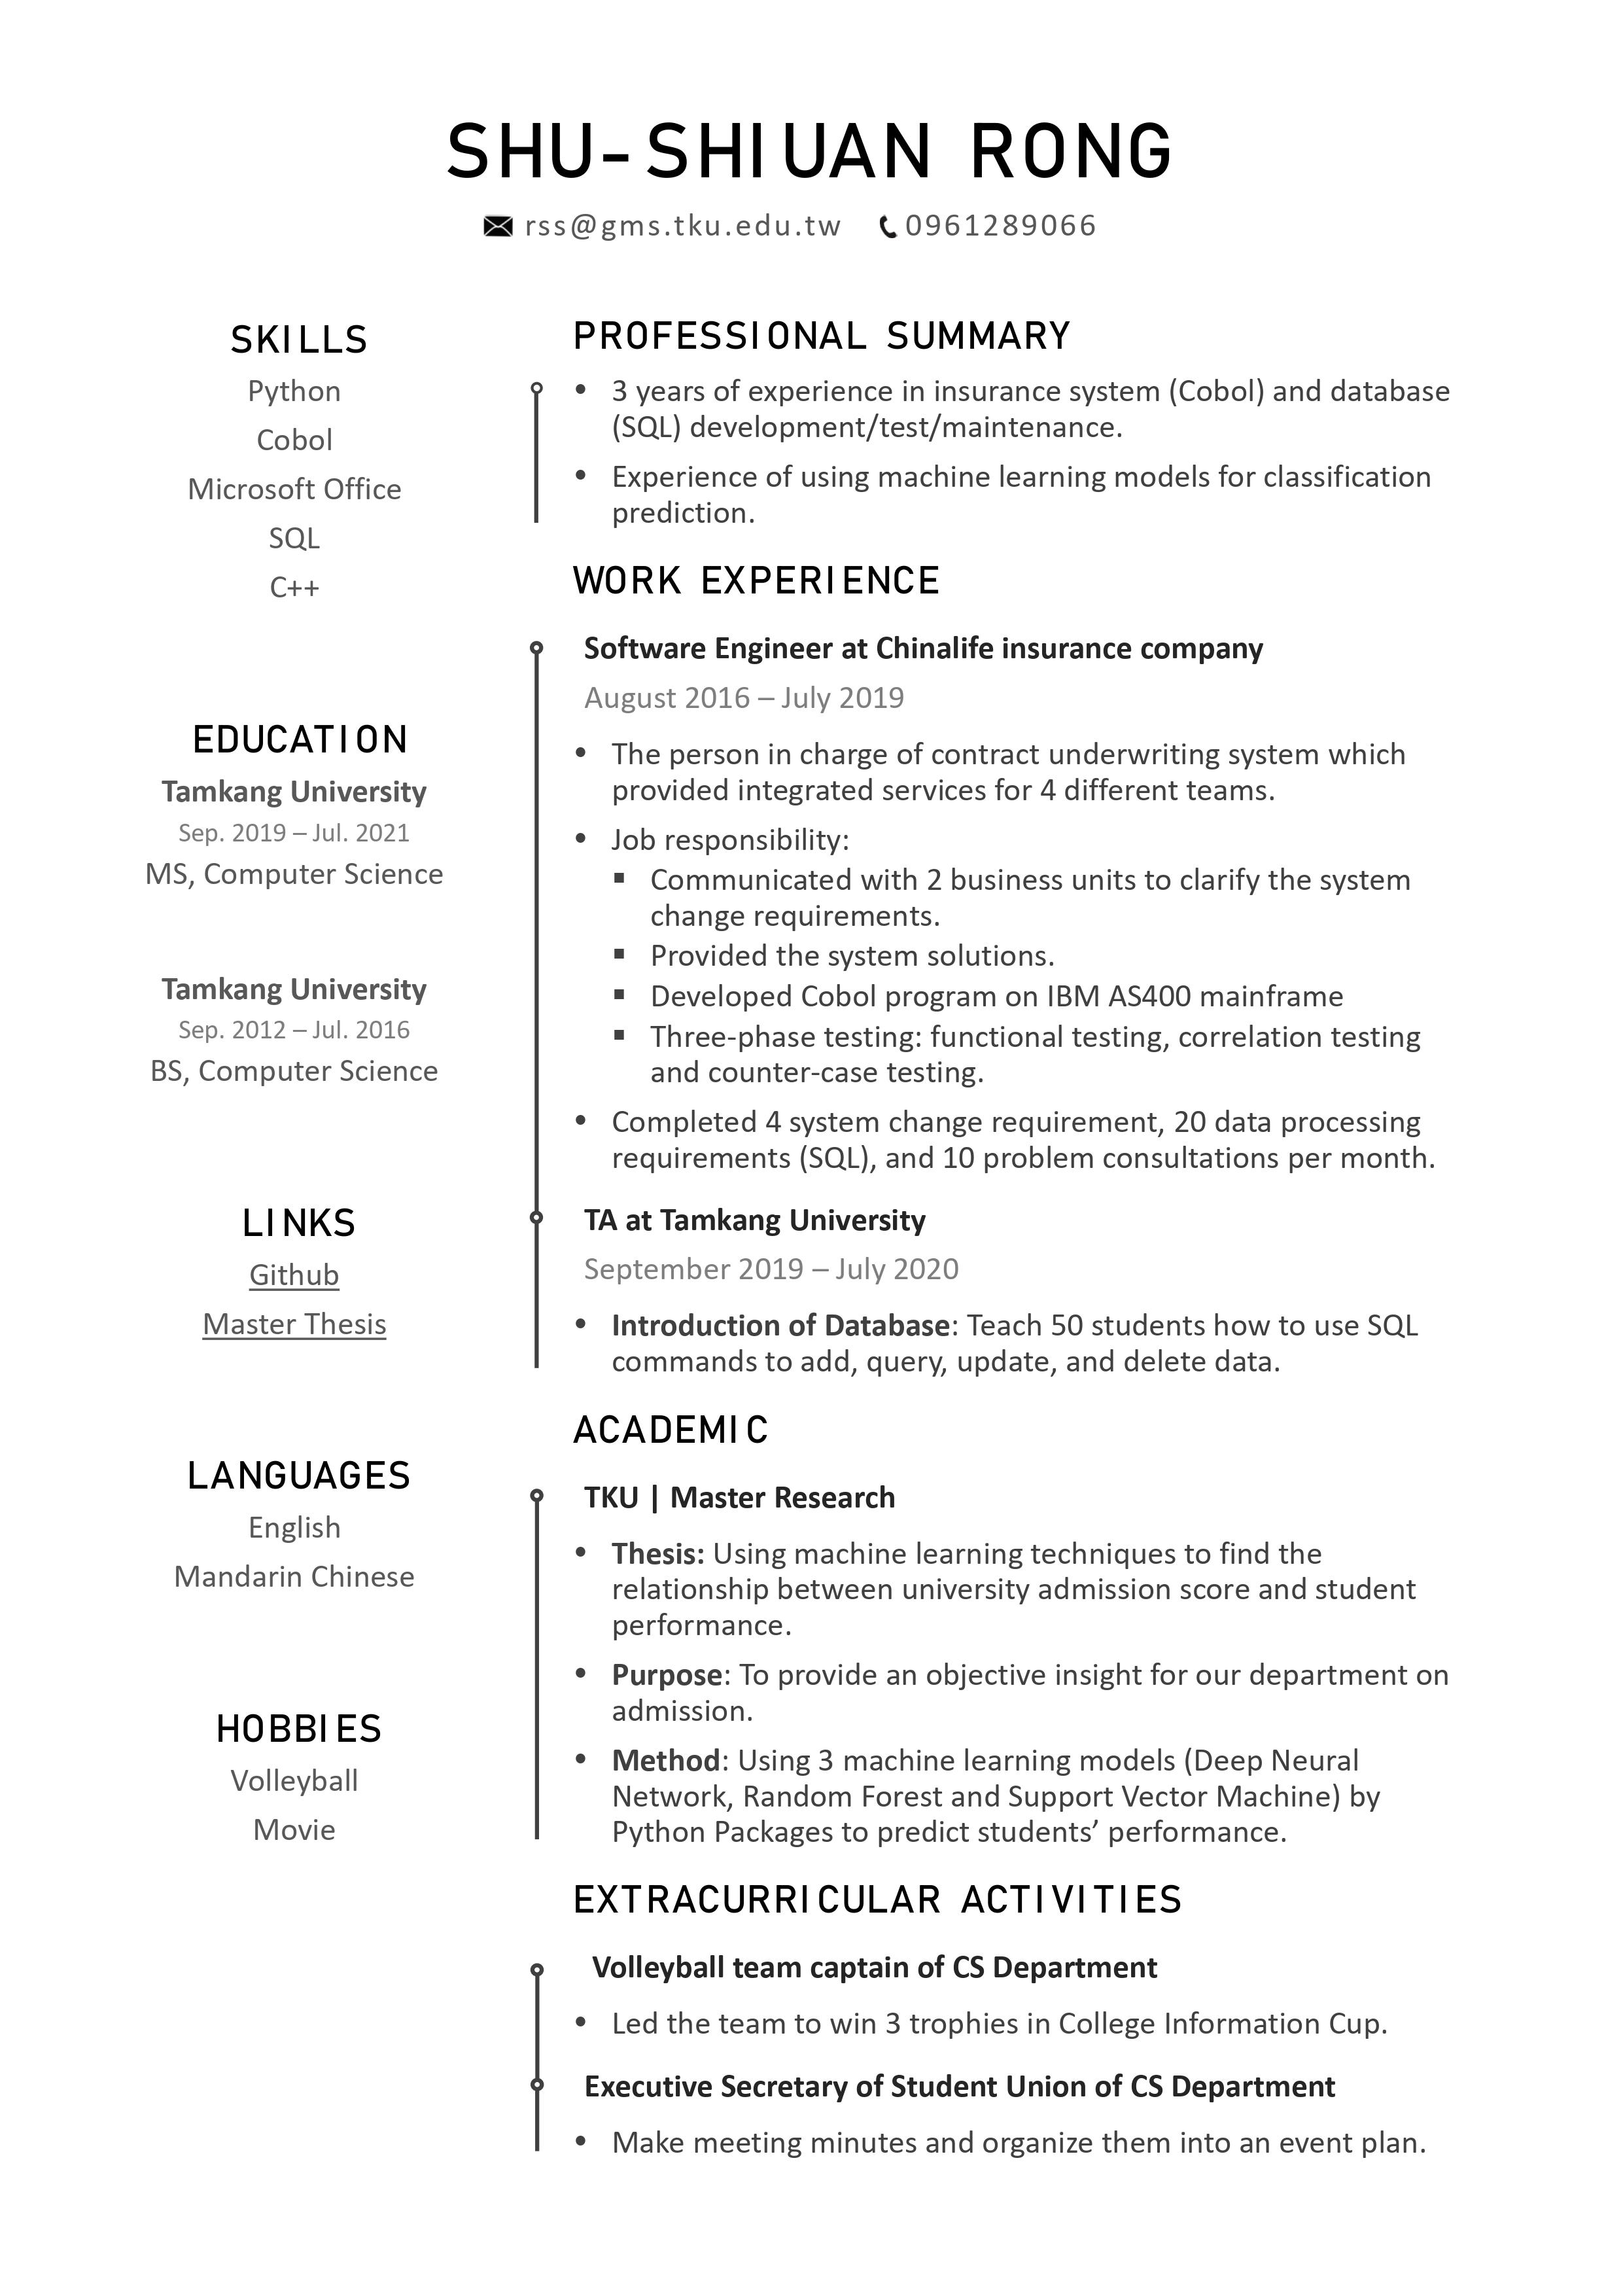 SHU-SHIUAN RONG
rss@gms.tku.edu.tw 0961289066
SKILLS
Python
Cobol
Microsoft Office
SQL
C++
EDUCATION
Tamkang University
Sep. 2019 – Jul. 2021
MS, Computer Science
Tamkang University
Sep. 2012 – Jul. 2016
BS, Computer Science
LINKS
Github
Master Thesis
LANGUAGES
English
Mandarin Chinese
HOBBIES
Volleyball
Movie
PROFESSIONAL SUMMARY
• 3 years of experience in insurance system (Cobol) and database
(SQL) development/test/maintenance.
• Experience of using machine learning models for classification
prediction.
WORK EXPERIENCE
Software Engineer at Chinalife insurance company
August 2016 – July 2019
• The person in charge of contract underwriting system which
provided integrated services for 4 different teams.
• Job responsibility:
▪ Communicated with 2 business units to clarify the system
change requirements.
▪ Provided the system solutions.
▪ Developed Cobol program on IBM AS400 mainframe
▪ Three-phase testing: functional testing, correlation testing
and counter-case testing.
• Completed 4 system change requirement, 20 data processing
requirements (SQL), and 10 problem consultations per month.
TA at Tamkang University
September 2019 – July 2020
• Introduction of Database: Teach 50 students how to use SQL
commands to add, query, update, and delete data.
ACADEMIC
TKU | Master Research
• Thesis: Using machine learning techniques to find the
relationship between university admission score and student
performance.
• Purpose: To provide an objective insight for our department on
admission.
• Method: Using 3 machine learning models (Deep Neural
Network, Random Forest and Support Vector Machine) by
Python Packages to predict students’ performance.
EXTRACURRICULAR ACTIVITIES
Volleyball team captain of CS Department
• Led the team to win 3 trophies in College Information Cup.
Executive Secretary of Student Union of CS Department
• Make meeting minutes and organize them into an event plan.